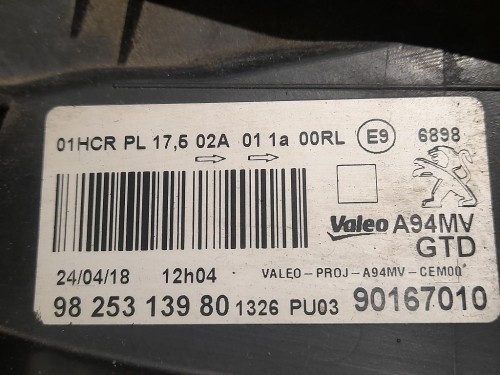 01HCR PL 17,5 02A 01 1a 00RL E9 6898
Valeo A94MV
GTD
24/04/18 12h04 VALEO-PROJ-A94MV-CEM00*
98 253 139 80 1326 PU03 90167010